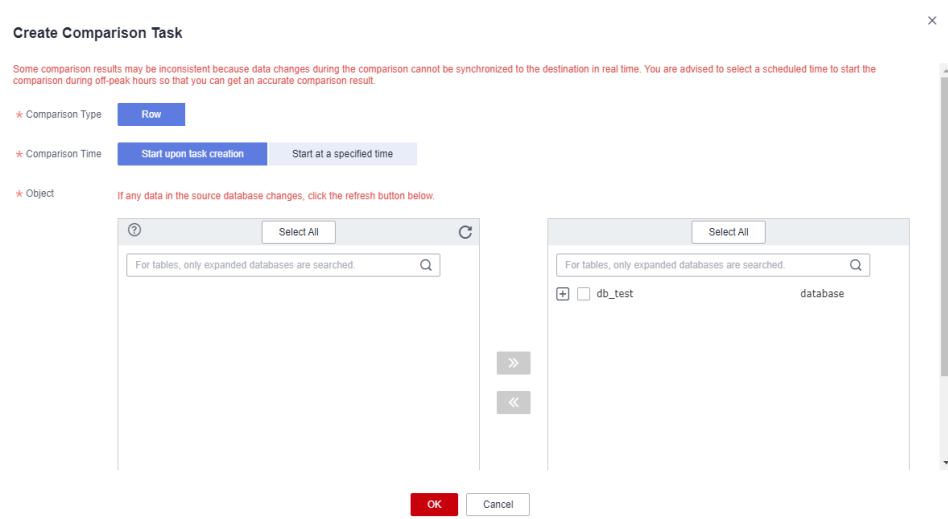 Create Comparison Task
Some comparison results may be inconsistent because data changes during the comparison cannot be synchronized to the destination in real time. You are advised to select a scheduled time to start the
comparison during off-peak hours so that you can get an accurate comparison result.
* Comparison Type Row
* Comparison Time Start upon task creation Start at a specified time
* Object If any data in the source database changes, click the refresh button below.
Select All Select All
For tables, only expanded databases are searched. For tables, only expanded databases are searched.
db_test database
OK Cancel